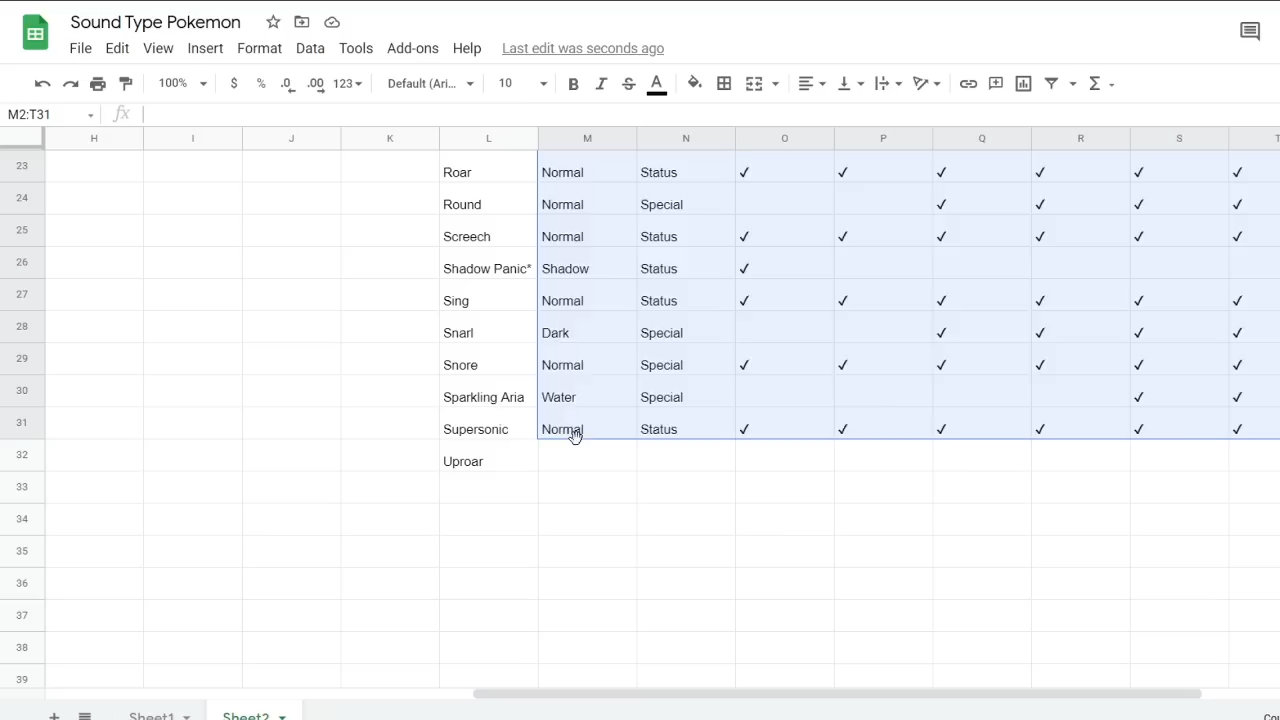 Sound Type Pokemon
File Edit View Insert Format Data Tools Add-ons Help Last edit was seconds ago
100% $ % .0 .00 123 Default (Ari... 10 B I S A Σ
M2:T31 fx
H I J K L M N O P Q R S T
23 Roar Normal Status ✓ ✓ ✓ ✓ ✓ ✓
24 Round Normal Special ✓ ✓ ✓ ✓
25 Screech Normal Status ✓ ✓ ✓ ✓ ✓ ✓
26 Shadow Panic* Shadow Status ✓
27 Sing Normal Status ✓ ✓ ✓ ✓ ✓ ✓
28 Snarl Dark Special ✓ ✓ ✓ ✓
29 Snore Normal Special ✓ ✓ ✓ ✓ ✓ ✓
30 Sparkling Aria Water Special ✓ ✓
31 Supersonic Normal Status ✓ ✓ ✓ ✓ ✓ ✓
32 Uproar
33
34
35
36
37
38
39
+ Sheet1 Sheet2